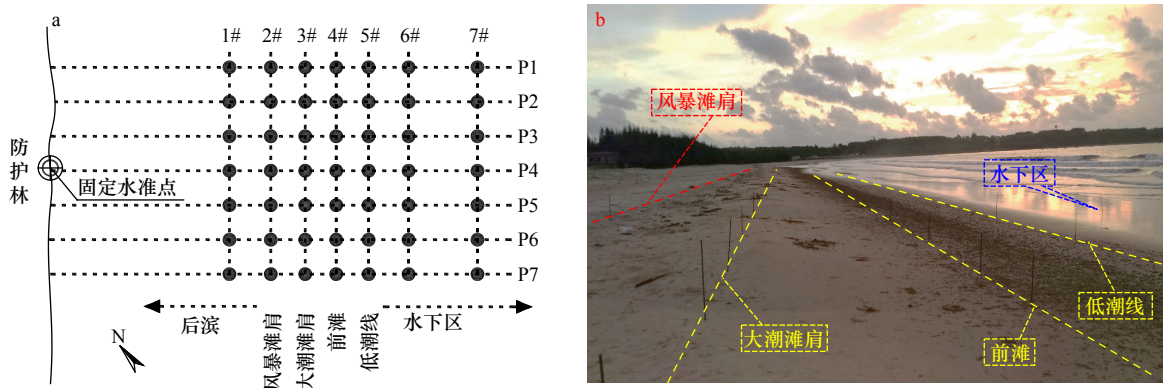 a
1# 2# 3# 4# 5# 6# 7#
P1
P2
P3
P4
P5
P6
P7
防护林
固定水准点
后滨
风暴滩肩
大潮滩肩
前滩
低潮线
水下区
N
b
风暴滩肩
水下区
低潮线
大潮滩肩
前滩